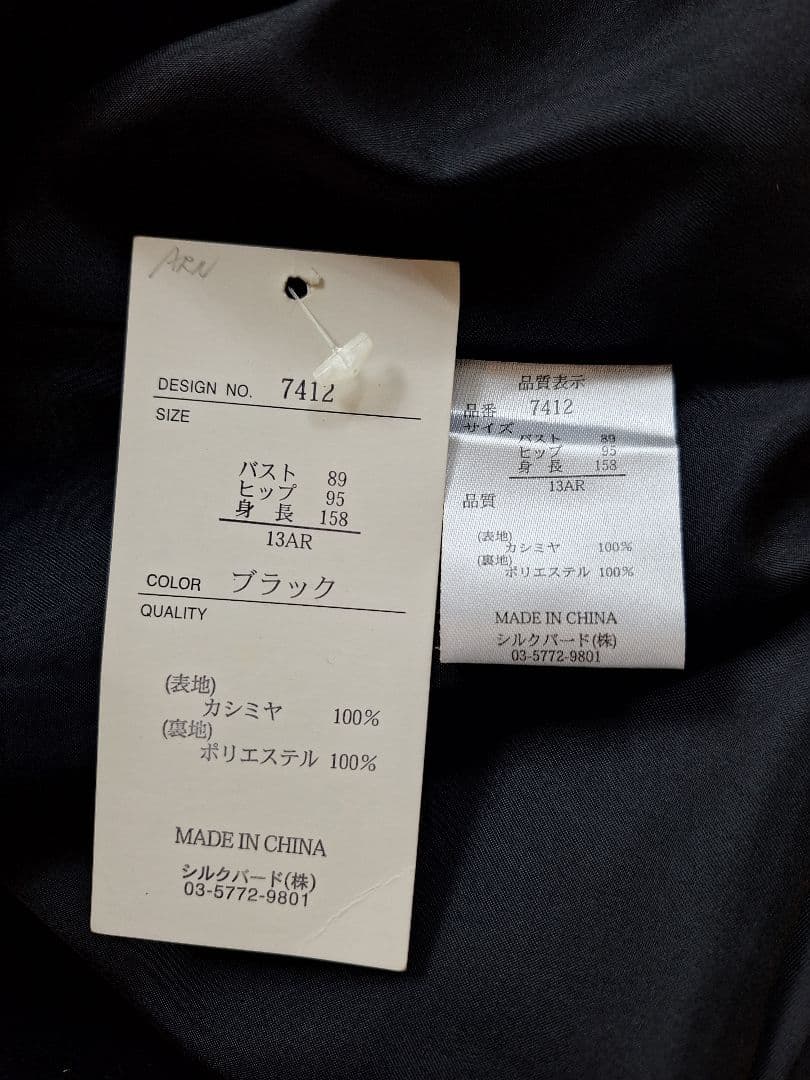 ARN
DESIGN NO. 7412
SIZE
バスト 89
ヒップ 95
身 長 158
13AR
COLOR ブラック
QUALITY
(表地)
カシミヤ 100%
(裏地)
ポリエステル 100%
MADE IN CHINA
シルクバード(株)
03-5772-9801
品質表示
品番 7412
サイズ
バスト 89
ヒップ 95
身 長 158
13AR
品質
(表地)
カシミヤ 100%
(裏地)
ポリエステル 100%
MADE IN CHINA
シルクバード(株)
03-5772-9801